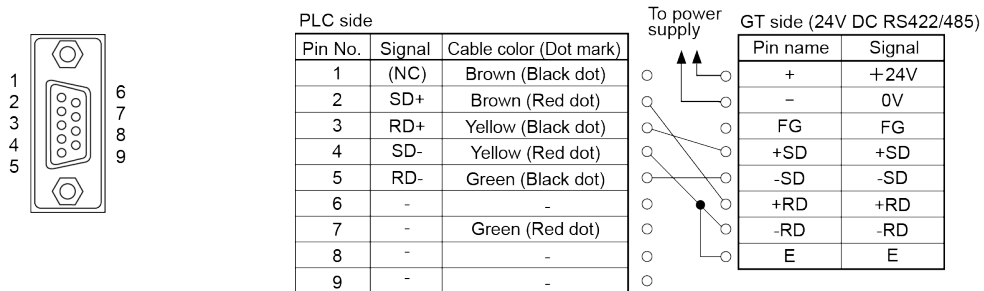 PLC side
To power
supply
GT side (24V DC RS422/485)
Pin No. Signal Cable color (Dot mark)
Pin name Signal
1 (NC) Brown (Black dot)
+ +24V
2 SD+ Brown (Red dot)
- 0V
3 RD+ Yellow (Black dot)
FG FG
4 SD- Yellow (Red dot)
+SD +SD
5 RD- Green (Black dot)
-SD -SD
6 - -
+RD +RD
7 - Green (Red dot)
-RD -RD
8 - -
E E
9 - -
1
2
3
4
5
6
7
8
9